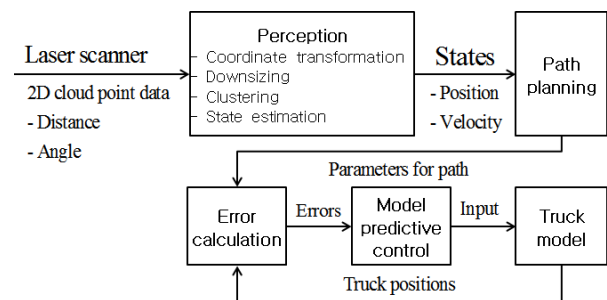 Laser scanner
2D cloud point data
- Distance
- Angle
Perception
- Coordinate transformation
- Downsizing
- Clustering
- State estimation
States
- Position
- Velocity
Path
planning
Parameters for path
Error
calculation
Errors
Model
predictive
control
Input
Truck
model
Truck positions